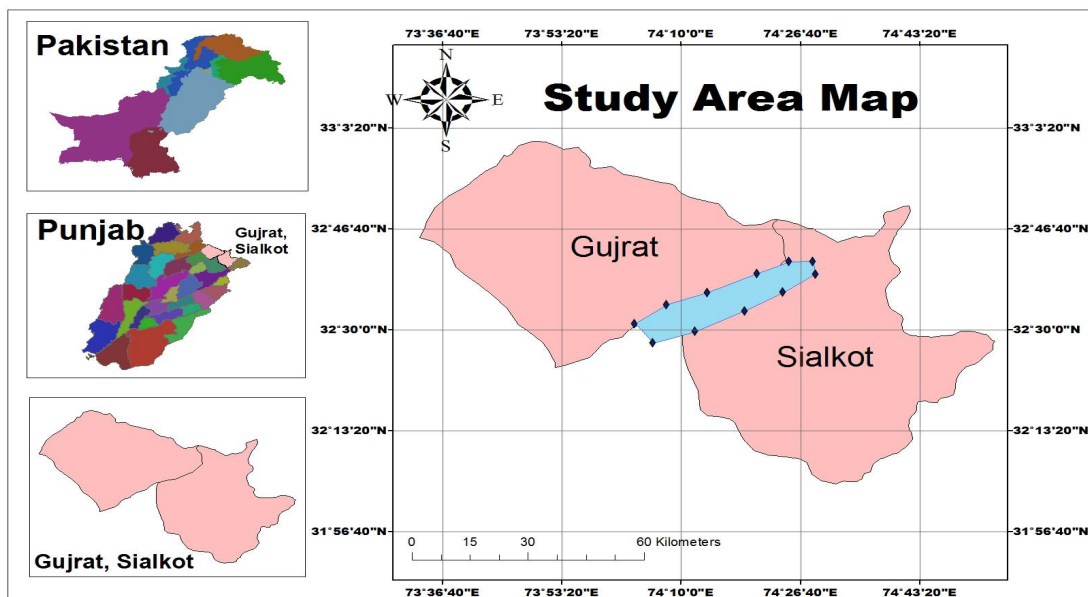 Pakistan
Punjab
Gujrat,
Sialkot
Gujrat, Sialkot
73°36'40"E 73°53'20"E 74°10'0"E 74°26'40"E 74°43'20"E
N
W E
S
Study Area Map
33°3'20"N 33°3'20"N
32°46'40"N 32°46'40"N
Gujrat
32°30'0"N 32°30'0"N
Sialkot
32°13'20"N 32°13'20"N
31°56'40"N 31°56'40"N
0 15 30 60 Kilometers
73°36'40"E 73°53'20"E 74°10'0"E 74°26'40"E 74°43'20"E